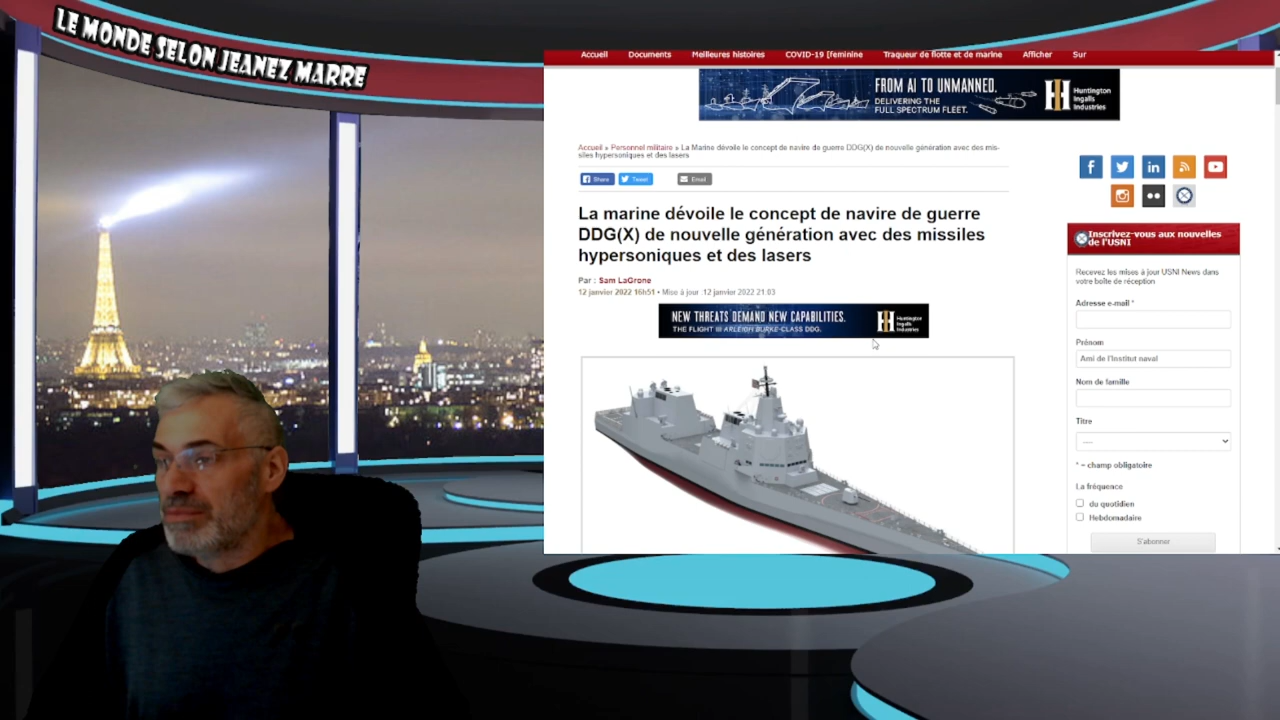 LE MONDE SELON JEANEZ MARRE
Accueil Documents Meilleures histoires COVID-19 [feminine Traqueur de flotte et de marine Afficher Sur
FROM AI TO UNMANNED.
DELIVERING THE
FULL SPECTRUM FLEET.
Huntington
Ingalls
Industries
Accueil » Personnel militaire » La Marine dévoile le concept de navire de guerre DDG(X) de nouvelle génération avec des mis-
siles hypersoniques et des lasers
Share Tweet Email
La marine dévoile le concept de navire de guerre
DDG(X) de nouvelle génération avec des missiles
hypersoniques et des lasers
Par : Sam LaGrone
12 janvier 2022 16h51 • Mise à jour :12 janvier 2022 21:03
NEW THREATS DEMAND NEW CAPABILITIES.
THE FLIGHT III ARLEIGH BURKE-CLASS DDG.
Huntington
Ingalls
Industries
Inscrivez-vous aux nouvelles
de l'USNI
Recevez les mises à jour USNI News dans
votre boîte de réception
Adresse e-mail *
Prénom
Ami de l'Institut naval
Nom de famille
Titre
----
* = champ obligatoire
La fréquence
du quotidien
Hebdomadaire
S'abonner